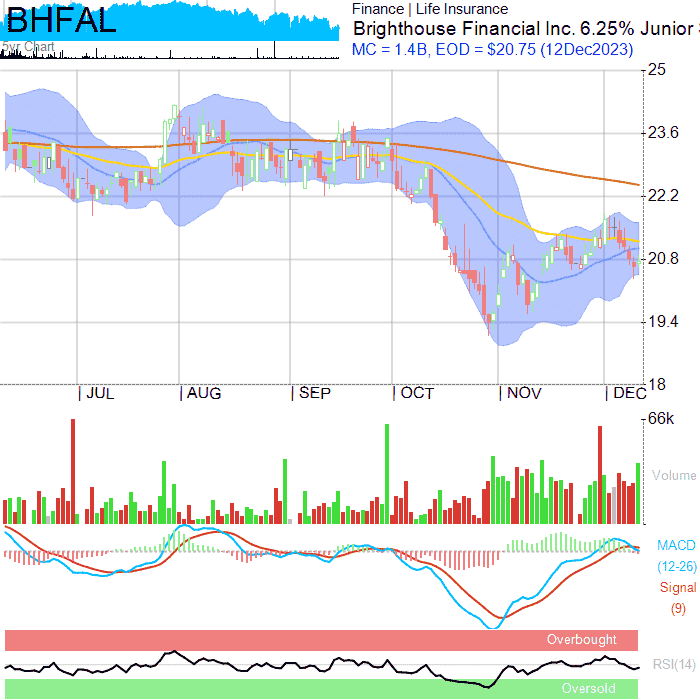 BHFAL
5yr Chart
Finance | Life Insurance
Brighthouse Financial Inc. 6.25% Junior
MC = 1.4B, EOD = $20.75 (12Dec2023)
25
23.6
22.2
20.8
19.4
18
| JUL | AUG | SEP | OCT | NOV | DEC
66k
Volume
MACD
(12-26)
Signal
(9)
Overbought
RSI(14)
Oversold